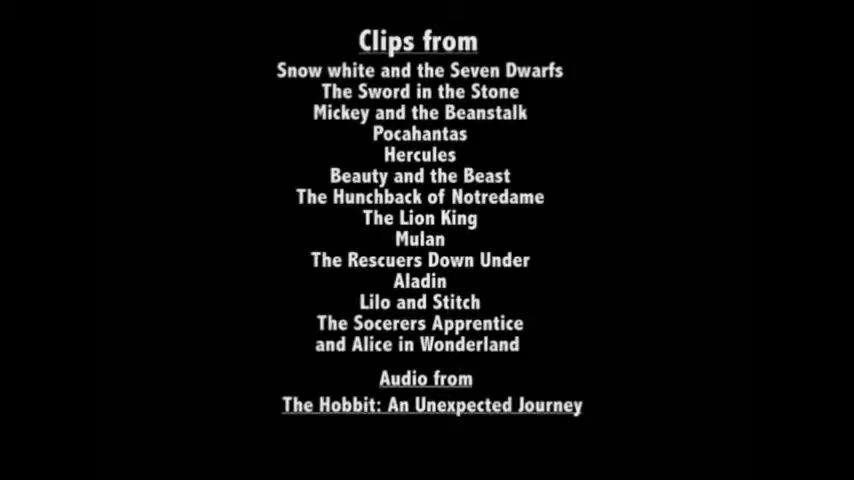 Clips from
Snow white and the Seven Dwarfs
The Sword in the Stone
Mickey and the Beanstalk
Pocahantas
Hercules
Beauty and the Beast
The Hunchback of Notredame
The Lion King
Mulan
The Rescuers Down Under
Aladin
Lilo and Stitch
The Socerers Apprentice
and Alice in Wonderland
Audio from
The Hobbit: An Unexpected Journey